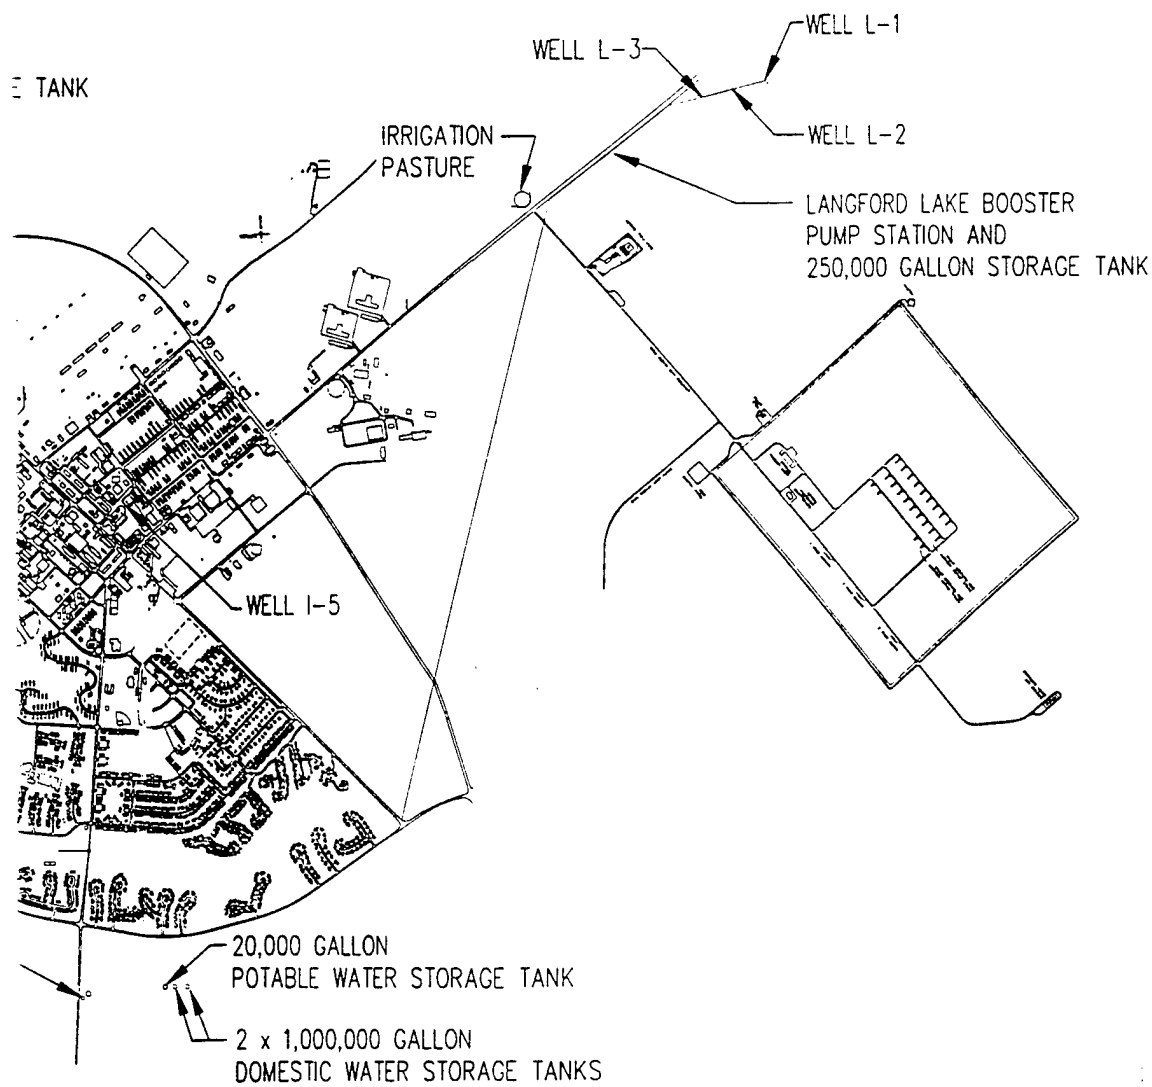 WELL L-1
WELL L-3
TANK
WELL L-2
IRRIGATION
PASTURE
LANGFORD LAKE BOOSTER
PUMP STATION AND
250,000 GALLON STORAGE TANK
WELL I-5
20,000 GALLON
POTABLE WATER STORAGE TANK
2 x 1,000,000 GALLON
DOMESTIC WATER STORAGE TANKS